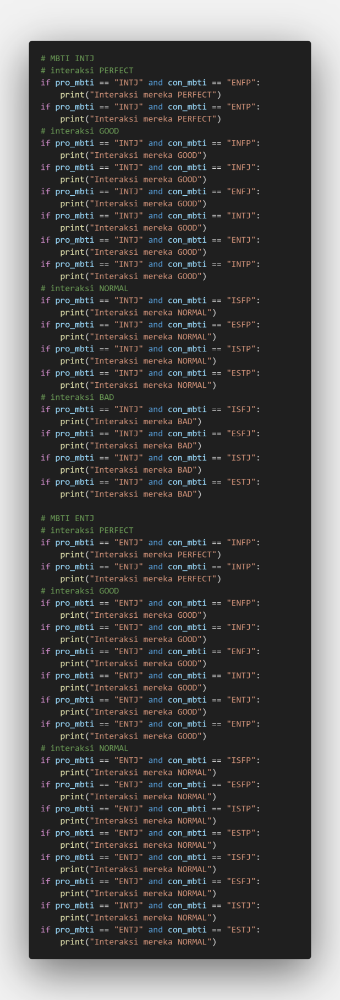 # MBTI INTJ
# interaksi PERFECT
if pro_mbti == "INTJ" and con_mbti == "ENFP":
    print("Interaksi mereka PERFECT")
if pro_mbti == "INTJ" and con_mbti == "ENTP":
    print("Interaksi mereka PERFECT")
# interaksi GOOD
if pro_mbti == "INTJ" and con_mbti == "INFP":
    print("Interaksi mereka GOOD")
if pro_mbti == "INTJ" and con_mbti == "INFJ":
    print("Interaksi mereka GOOD")
if pro_mbti == "INTJ" and con_mbti == "ENFJ":
    print("Interaksi mereka GOOD")
if pro_mbti == "INTJ" and con_mbti == "INTJ":
    print("Interaksi mereka GOOD")
if pro_mbti == "INTJ" and con_mbti == "ENTJ":
    print("Interaksi mereka GOOD")
if pro_mbti == "INTJ" and con_mbti == "INTP":
    print("Interaksi mereka GOOD")
# interaksi NORMAL
if pro_mbti == "INTJ" and con_mbti == "ISFP":
    print("Interaksi mereka NORMAL")
if pro_mbti == "INTJ" and con_mbti == "ESFP":
    print("Interaksi mereka NORMAL")
if pro_mbti == "INTJ" and con_mbti == "ISTP":
    print("Interaksi mereka NORMAL")
if pro_mbti == "INTJ" and con_mbti == "ESTP":
    print("Interaksi mereka NORMAL")
# interaksi BAD
if pro_mbti == "INTJ" and con_mbti == "ISFJ":
    print("Interaksi mereka BAD")
if pro_mbti == "INTJ" and con_mbti == "ESFJ":
    print("Interaksi mereka BAD")
if pro_mbti == "INTJ" and con_mbti == "ISTJ":
    print("Interaksi mereka BAD")
if pro_mbti == "INTJ" and con_mbti == "ESTJ":
    print("Interaksi mereka BAD")

# MBTI ENTJ
# interaksi PERFECT
if pro_mbti == "ENTJ" and con_mbti == "INFP":
    print("Interaksi mereka PERFECT")
if pro_mbti == "ENTJ" and con_mbti == "INTP":
    print("Interaksi mereka PERFECT")
# interaksi GOOD
if pro_mbti == "ENTJ" and con_mbti == "ENFP":
    print("Interaksi mereka GOOD")
if pro_mbti == "ENTJ" and con_mbti == "INFJ":
    print("Interaksi mereka GOOD")
if pro_mbti == "ENTJ" and con_mbti == "ENFJ":
    print("Interaksi mereka GOOD")
if pro_mbti == "ENTJ" and con_mbti == "INTJ":
    print("Interaksi mereka GOOD")
if pro_mbti == "ENTJ" and con_mbti == "ENTJ":
    print("Interaksi mereka GOOD")
if pro_mbti == "ENTJ" and con_mbti == "ENTP":
    print("Interaksi mereka GOOD")
# interaksi NORMAL
if pro_mbti == "ENTJ" and con_mbti == "ISFP":
    print("Interaksi mereka NORMAL")
if pro_mbti == "ENTJ" and con_mbti == "ESFP":
    print("Interaksi mereka NORMAL")
if pro_mbti == "ENTJ" and con_mbti == "ISTP":
    print("Interaksi mereka NORMAL")
if pro_mbti == "ENTJ" and con_mbti == "ESTP":
    print("Interaksi mereka NORMAL")
if pro_mbti == "ENTJ" and con_mbti == "ISFJ":
    print("Interaksi mereka NORMAL")
if pro_mbti == "ENTJ" and con_mbti == "ESFJ":
    print("Interaksi mereka NORMAL")
if pro_mbti == "INTJ" and con_mbti == "ISTJ":
    print("Interaksi mereka NORMAL")
if pro_mbti == "ENTJ" and con_mbti == "ESTJ":
    print("Interaksi mereka NORMAL")